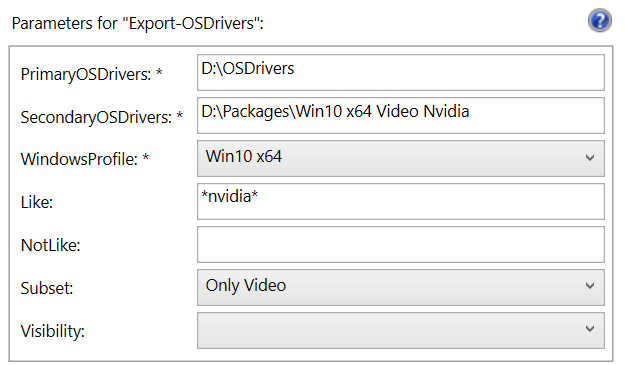 Parameters for "Export-OSDrivers":
PrimaryOSDrivers: * D:\OSDrivers
SecondaryOSDrivers: * D:\Packages\Win10 x64 Video Nvidia
WindowsProfile: * Win10 x64
Like: *nvidia*
NotLike:
Subset: Only Video
Visibility: